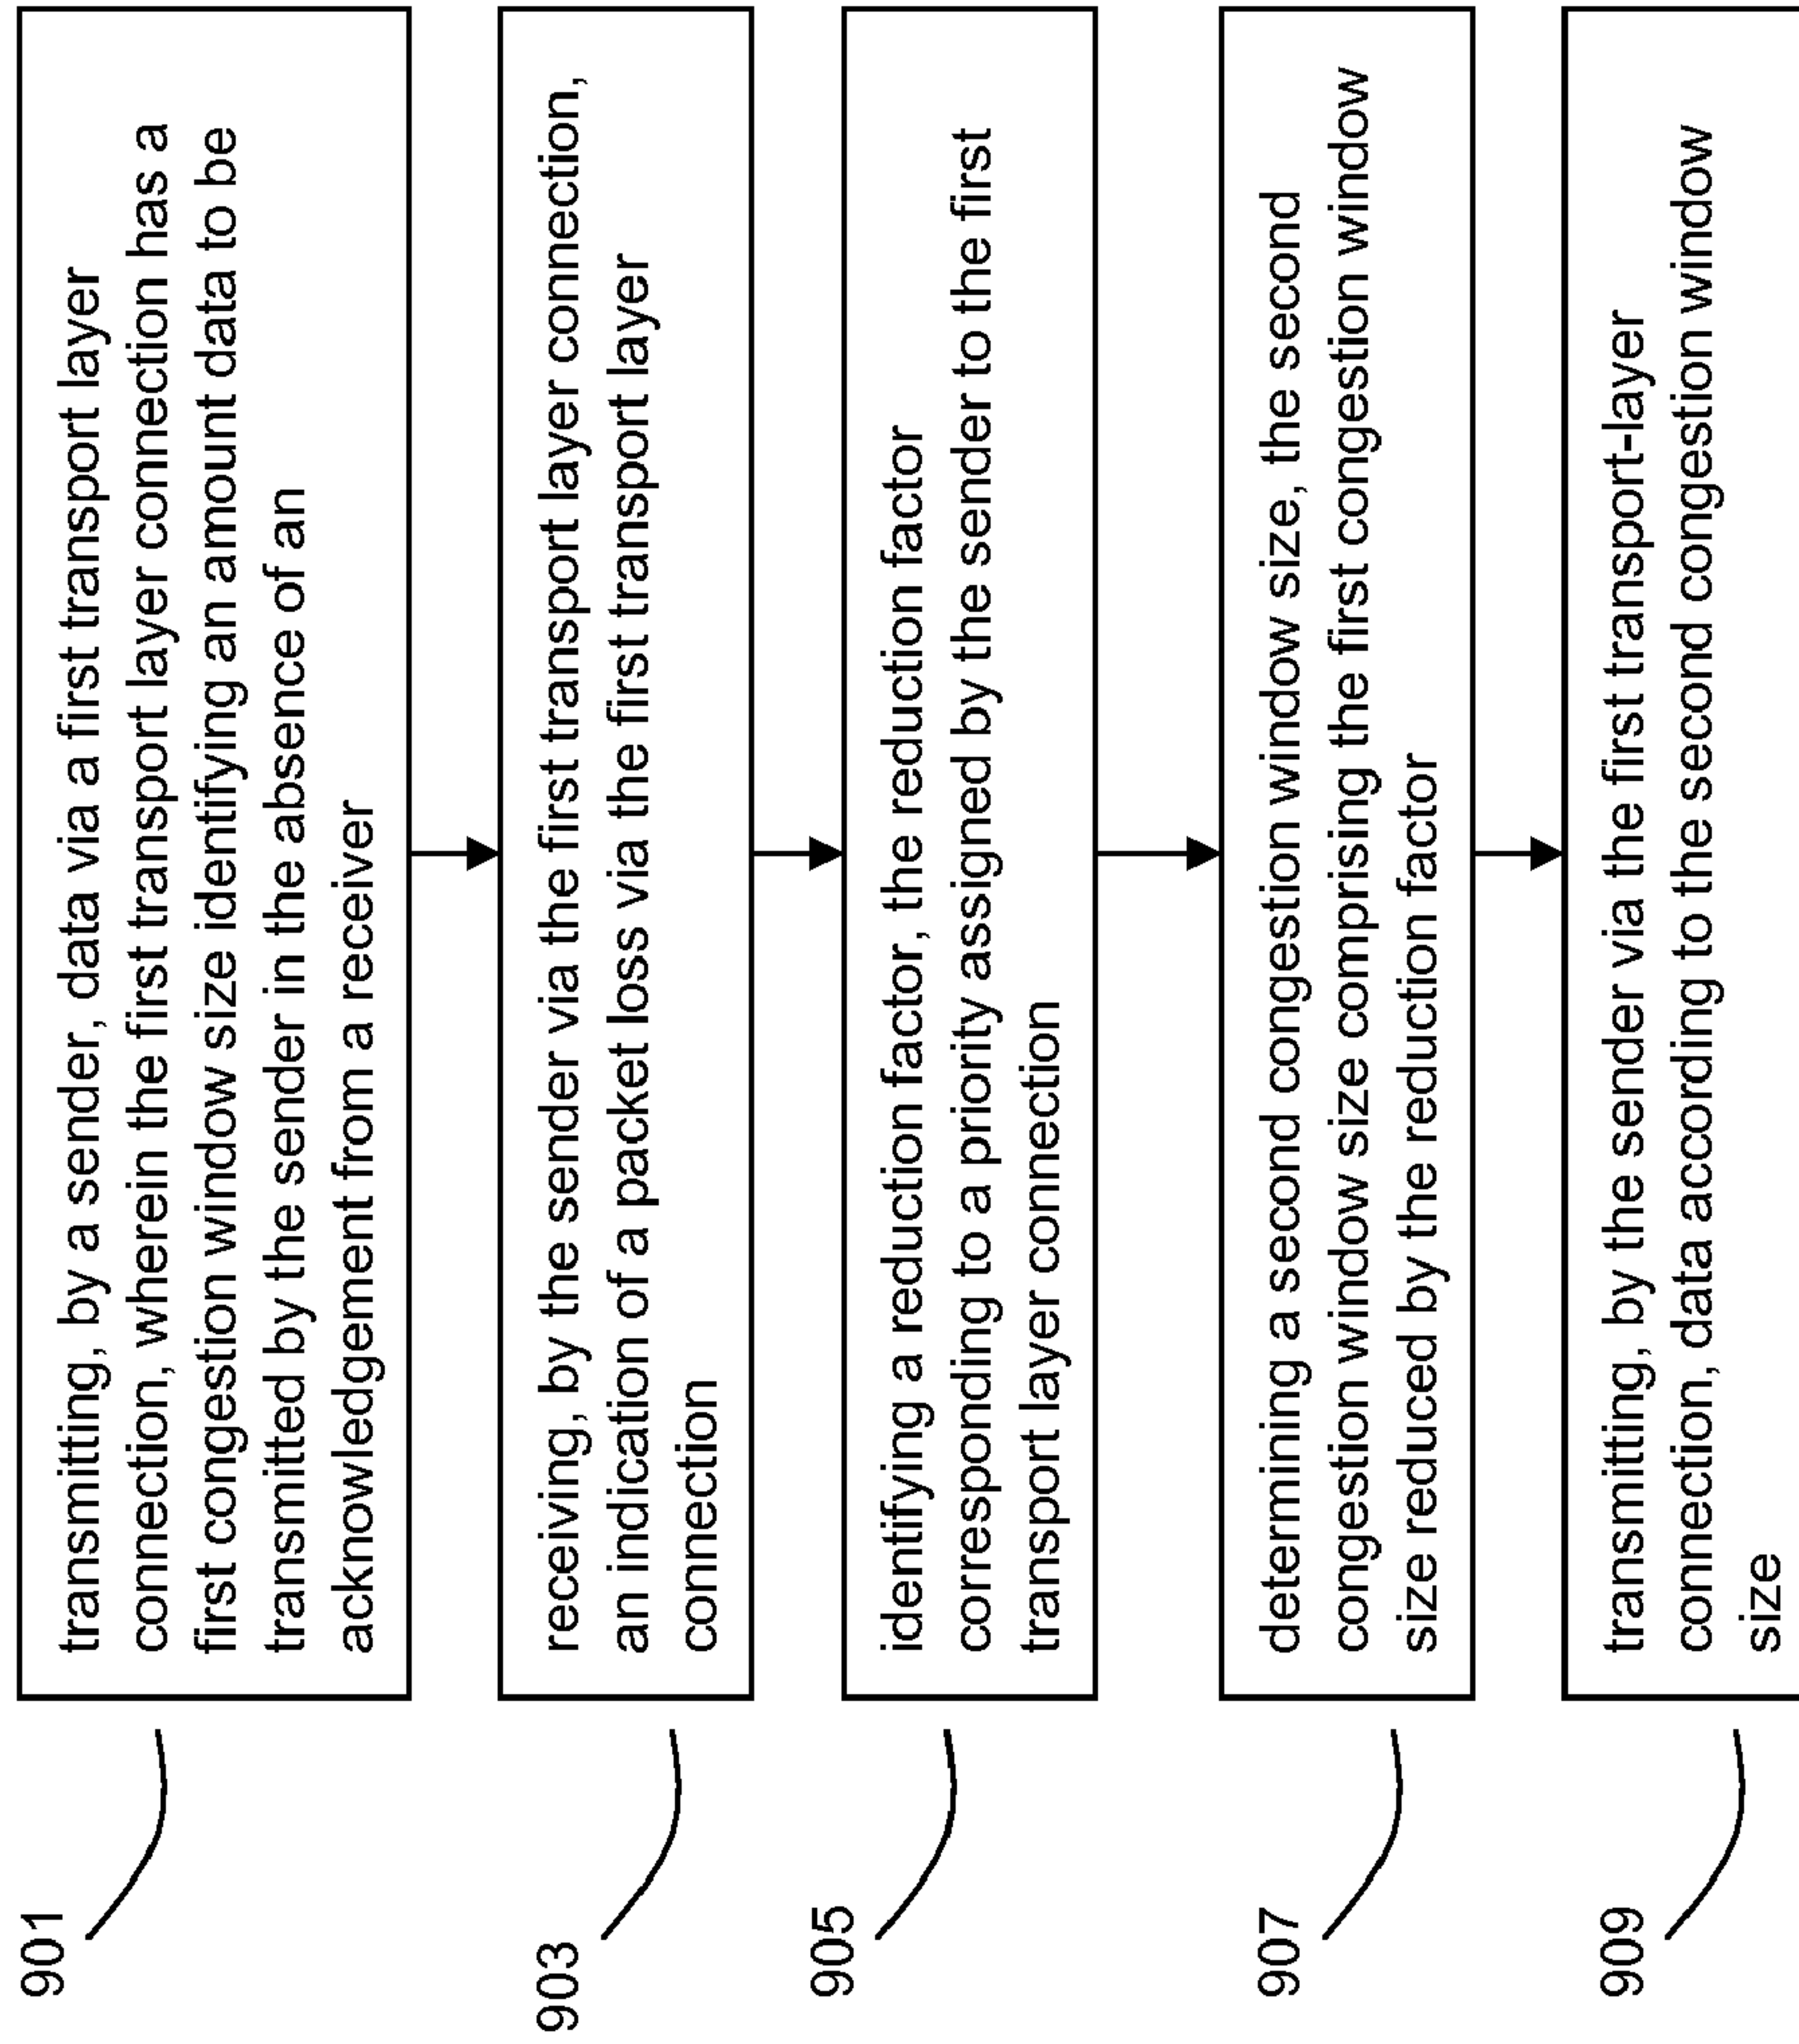 901
transmitting, by a sender, data via a first transport layer
connection, wherein the first transport layer connection has a
first congestion window size identifying an amount data to be
transmitted by the sender in the absence of an
acknowledgement from a receiver
903
receiving, by the sender via the first transport layer connection,
an indication of a packet loss via the first transport layer
connection
905
identifying a reduction factor, the reduction factor
corresponding to a priority assigned by the sender to the first
transport layer connection
907
determining a second congestion window size, the second
congestion window size comprising the first congestion window
size reduced by the reduction factor
909
transmitting, by the sender via the first transport-layer
connection, data according to the second congestion window
size